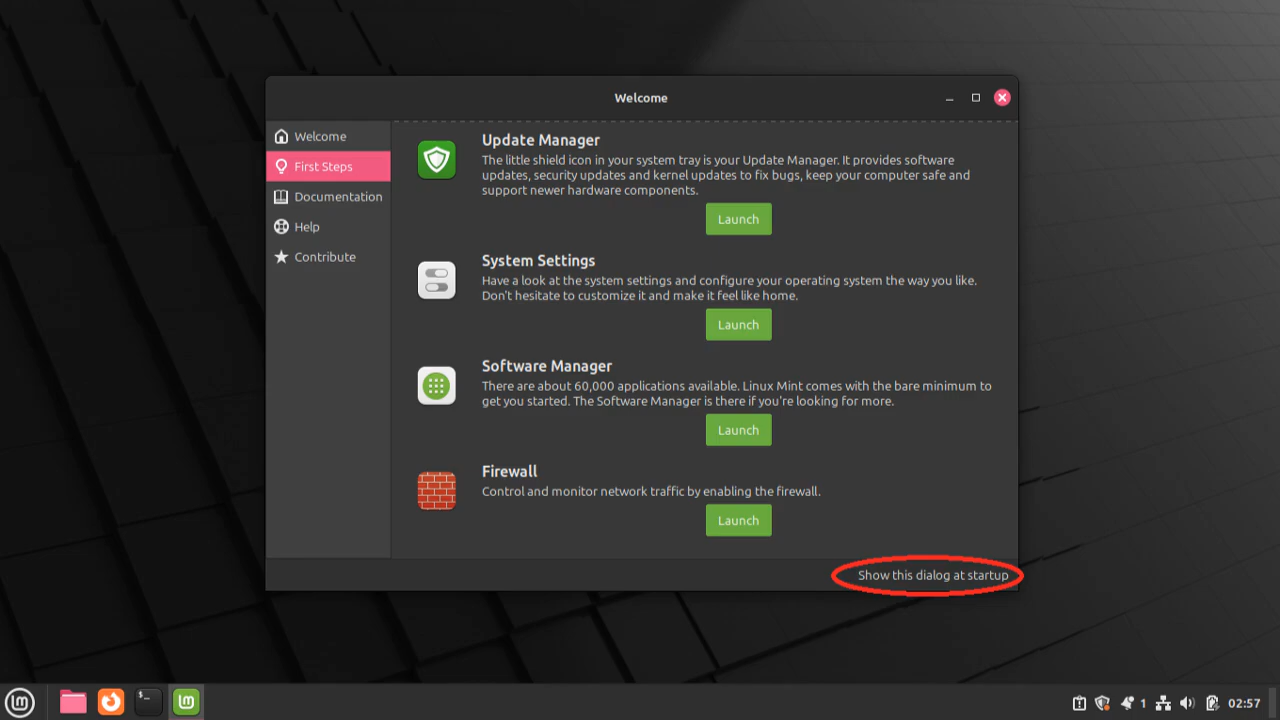 Welcome
Welcome
First Steps
Documentation
Help
Contribute
Update Manager
The little shield icon in your system tray is your Update Manager. It provides software
updates, security updates and kernel updates to fix bugs, keep your computer safe and
support newer hardware components.
Launch
System Settings
Have a look at the system settings and configure your operating system the way you like.
Don't hesitate to customize it and make it feel like home.
Launch
Software Manager
There are about 60,000 applications available. Linux Mint comes with the bare minimum to
get you started. The Software Manager is there if you're looking for more.
Launch
Firewall
Control and monitor network traffic by enabling the firewall.
Launch
Show this dialog at startup
$_
1
02:57